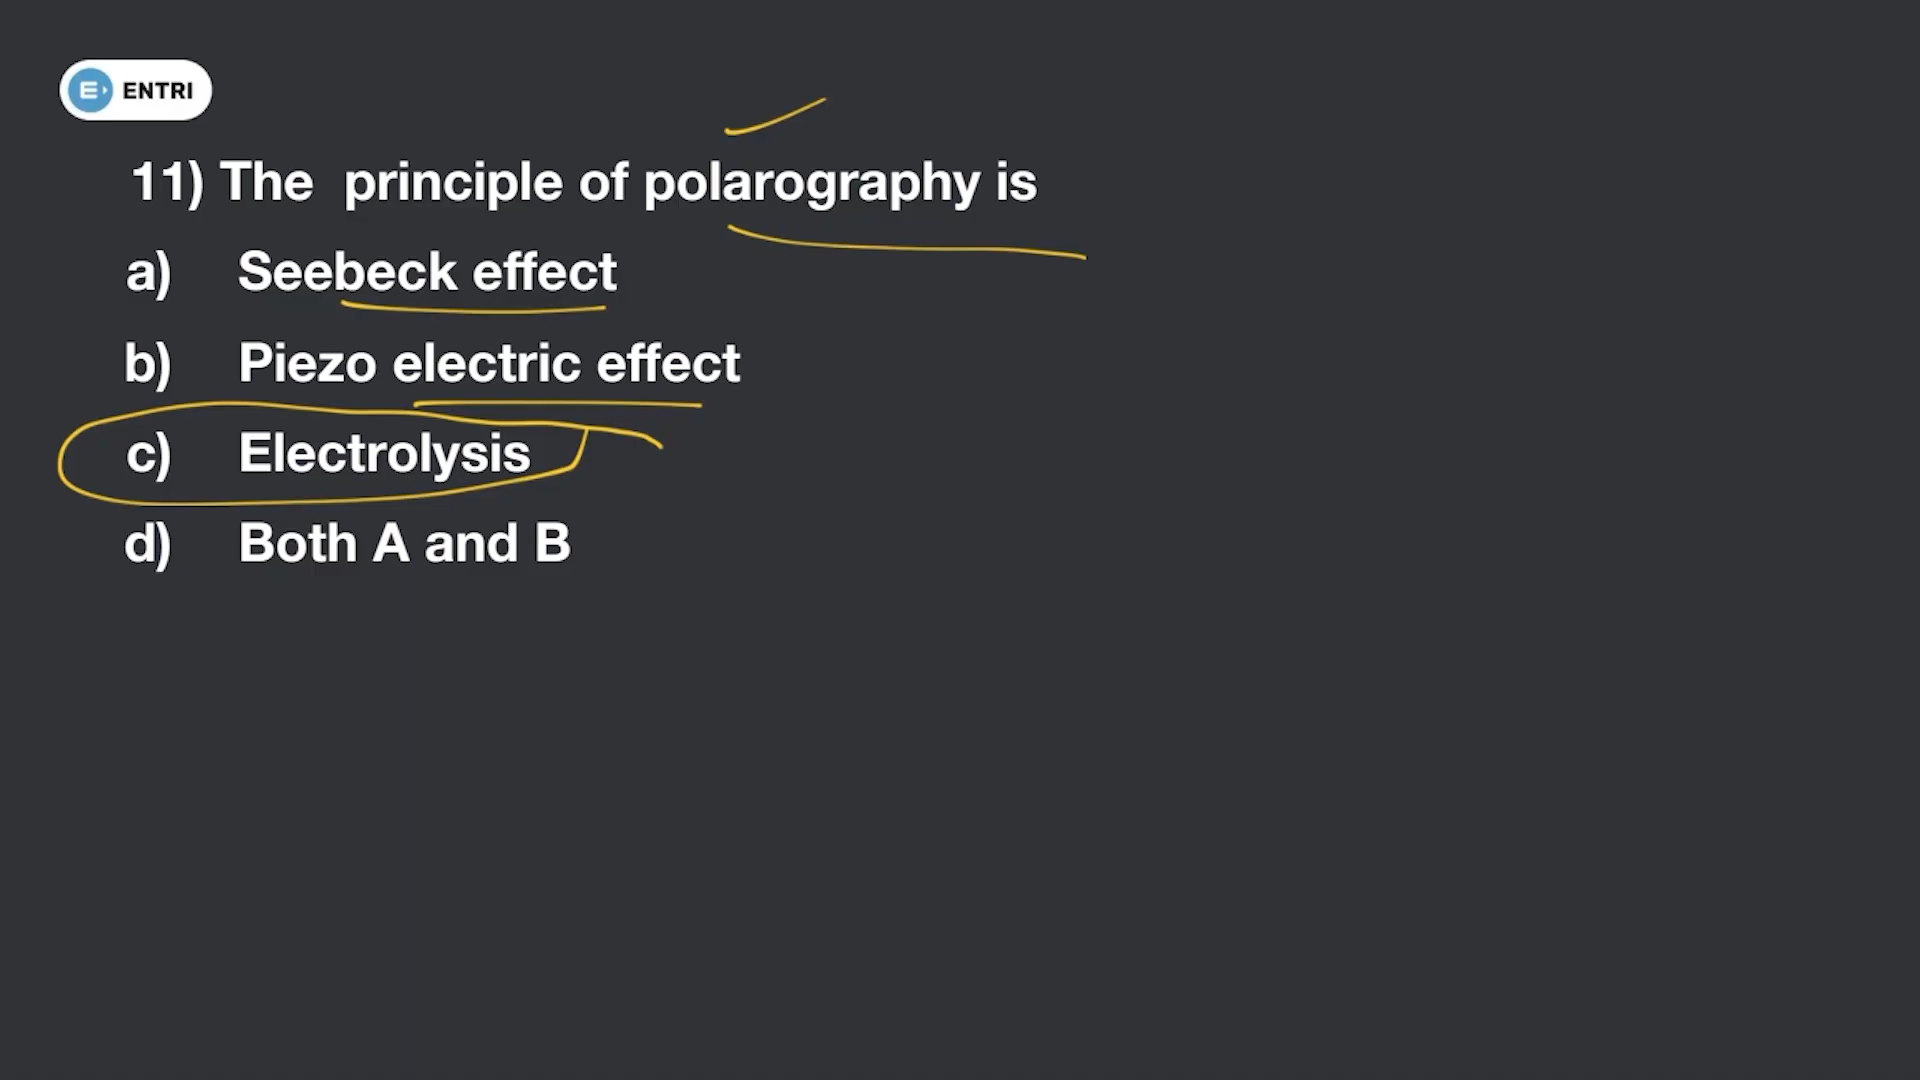 ENTRI
11) The principle of polarography is
a) Seebeck effect
b) Piezo electric effect
c) Electrolysis
d) Both A and B